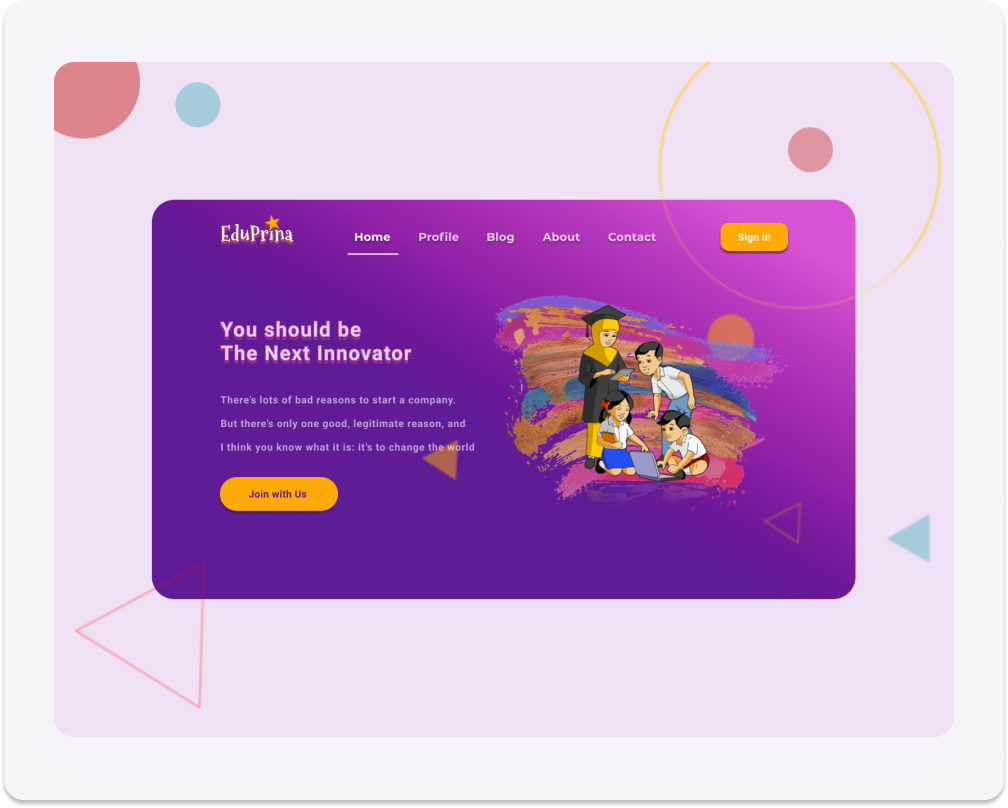 EduPrina
Home Profile Blog About Contact
Sign In
You should be
The Next Innovator
There's lots of bad reasons to start a company.
But there's only one good, legitimate reason, and
I think you know what it is: it's to change the world
Join with Us